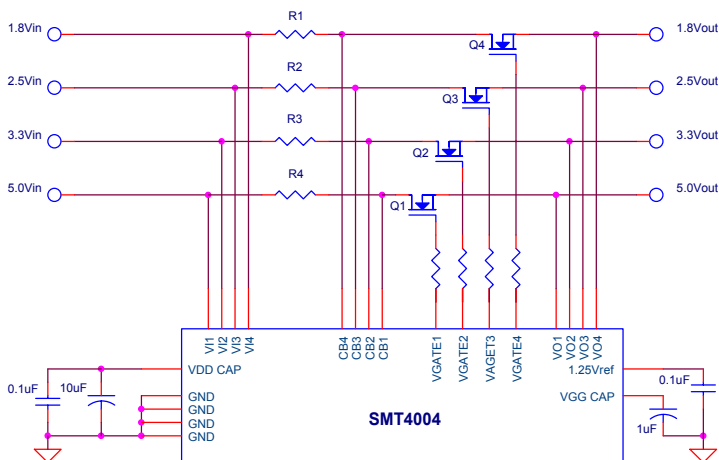 1.8Vin R1 Q4 1.8Vout
2.5Vin R2 Q3 2.5Vout
3.3Vin R3 Q2 3.3Vout
5.0Vin R4 Q1 5.0Vout
VI1 VI2 VI3 VI4 CB4 CB3 CB2 CB1 VGATE1 VGATE2 VAGET3 VGATE4 VO1 VO2 VO3 VO4
VDD CAP 1.25Vref
0.1uF 10uF 0.1uF
GND VGG CAP
GND
GND SMT4004 1uF
GND